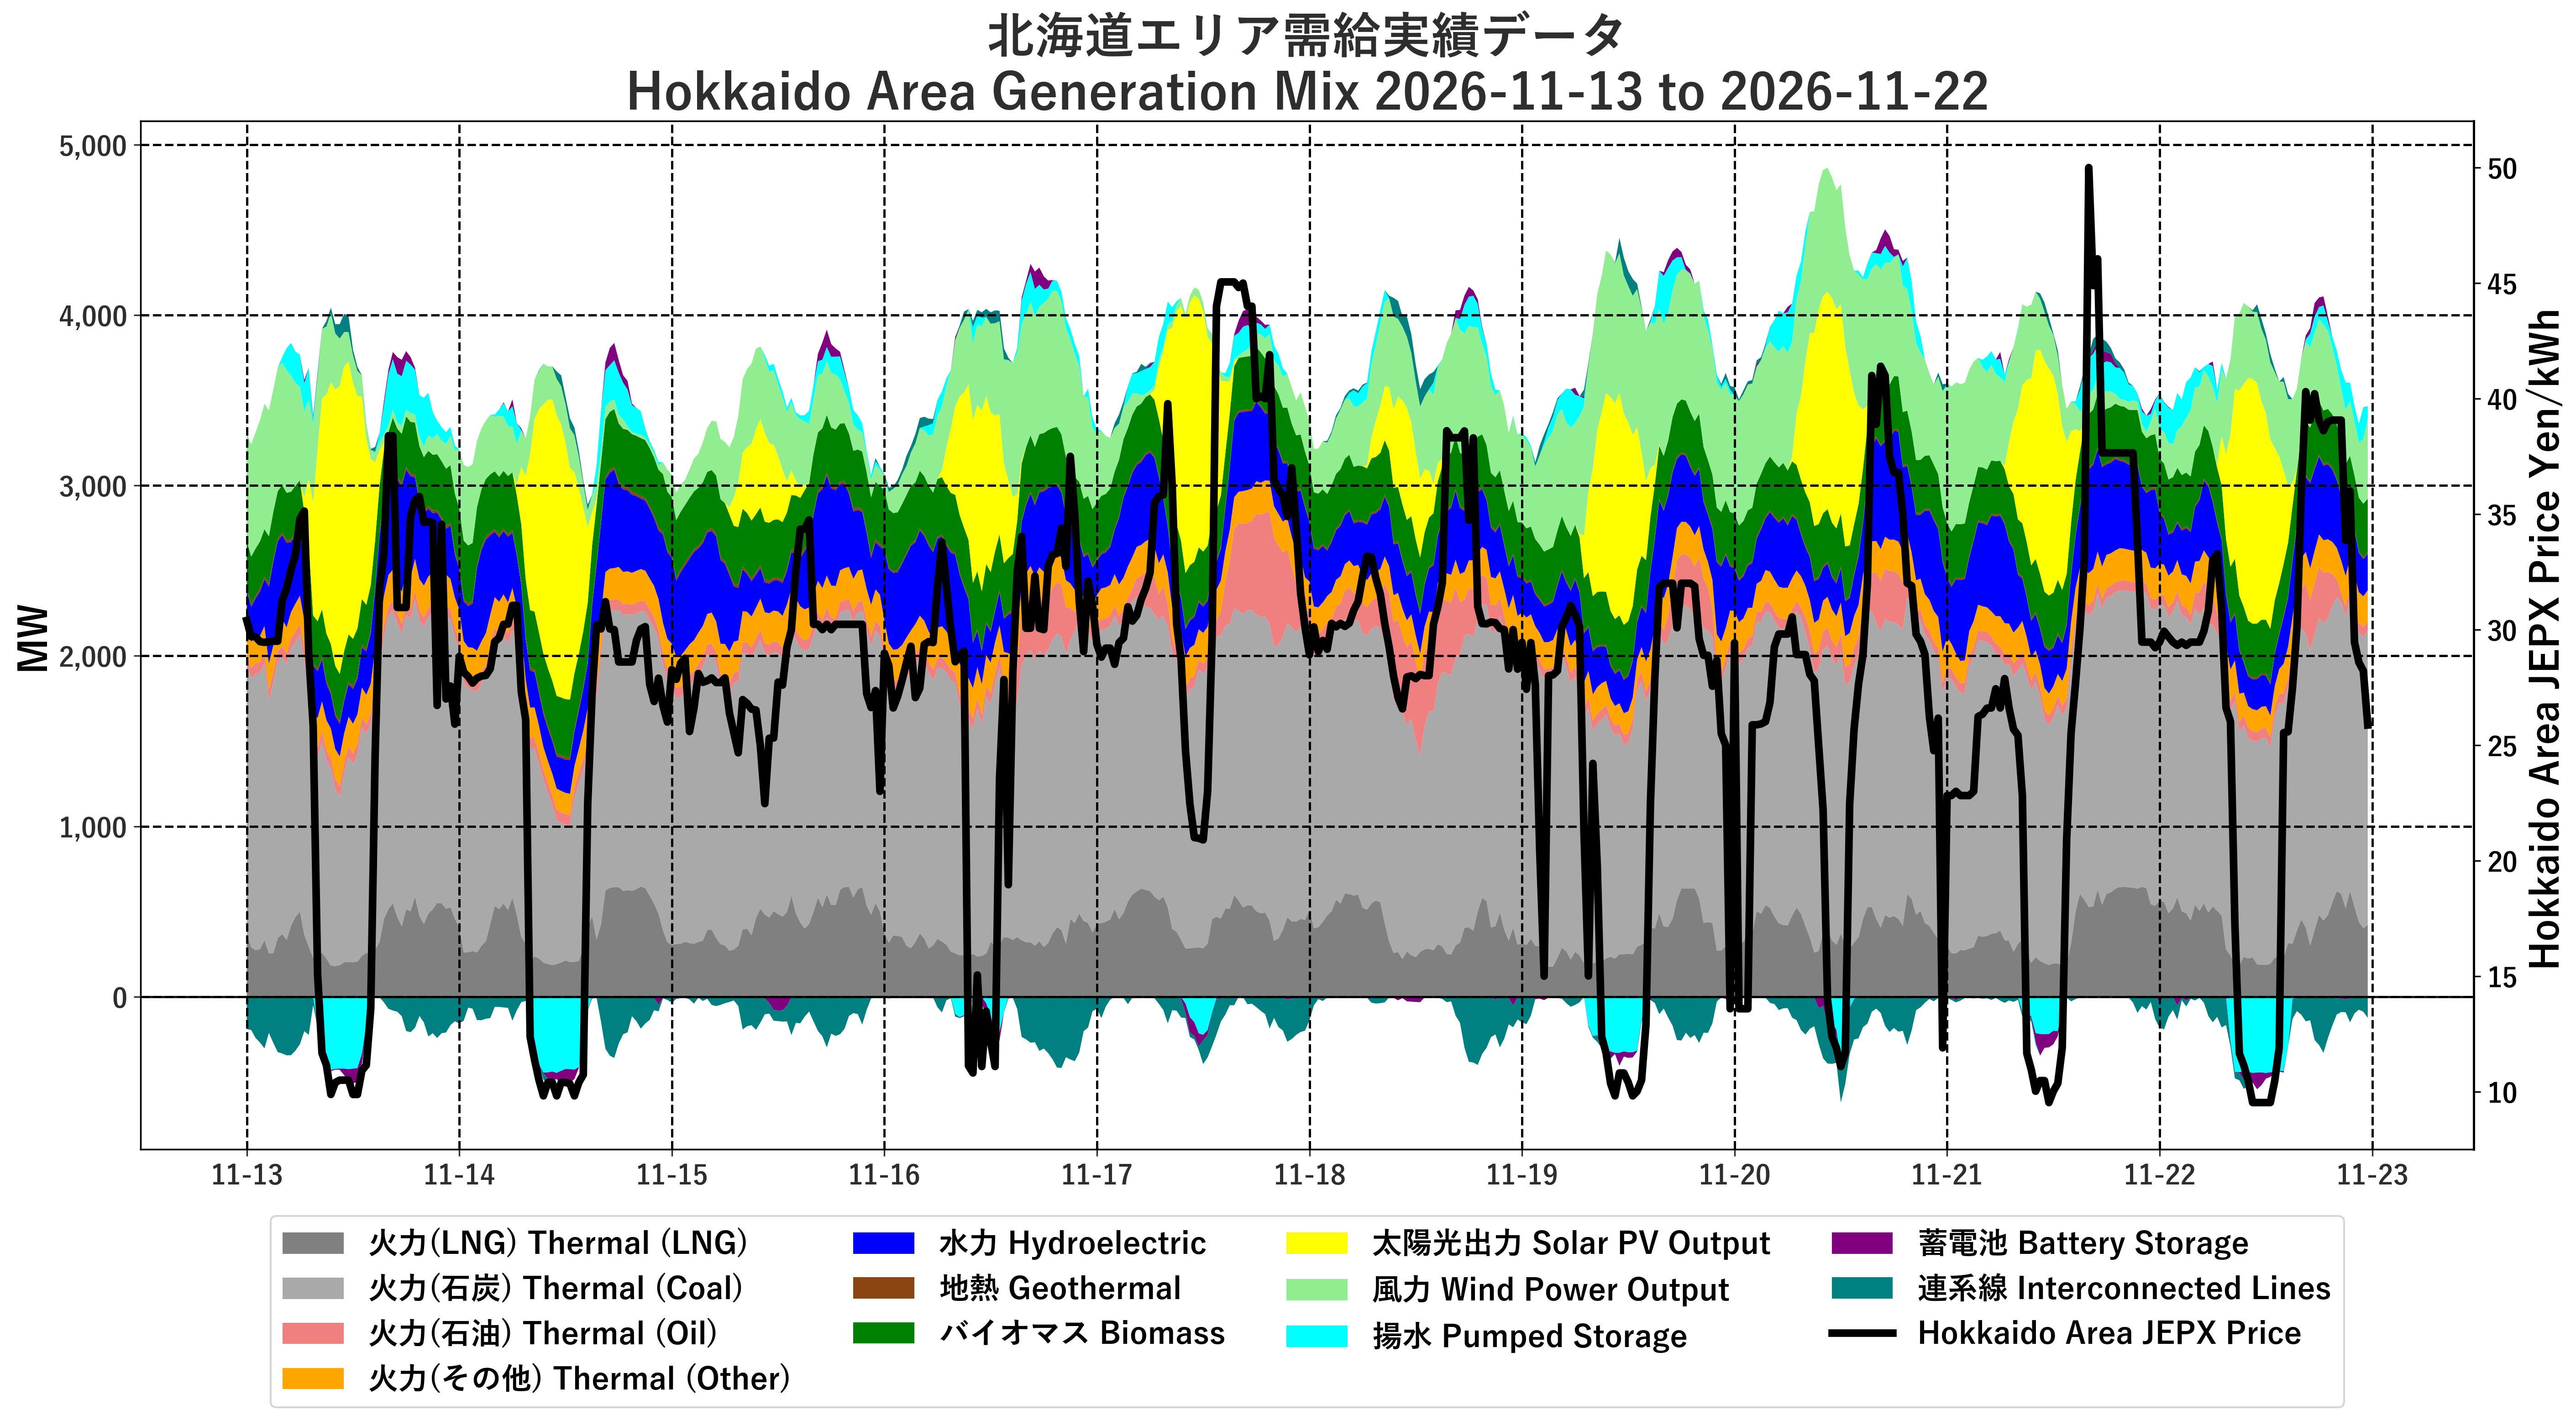 北海道エリア需給実績データ
Hokkaido Area Generation Mix 2026-11-13 to 2026-11-22
MW
5,000
4,000
3,000
2,000
1,000
0
50
45
40
35
30
25
20
15
10
Hokkaido Area JEPX Price Yen/kWh
11-13
11-14
11-15
11-16
11-17
11-18
11-19
11-20
11-21
11-22
11-23
火力(LNG) Thermal (LNG)
火力(石炭) Thermal (Coal)
火力(石油) Thermal (Oil)
火力(その他) Thermal (Other)
水力 Hydroelectric
地熱 Geothermal
バイオマス Biomass
太陽光出力 Solar PV Output
風力 Wind Power Output
揚水 Pumped Storage
蓄電池 Battery Storage
連系線 Interconnected Lines
Hokkaido Area JEPX Price